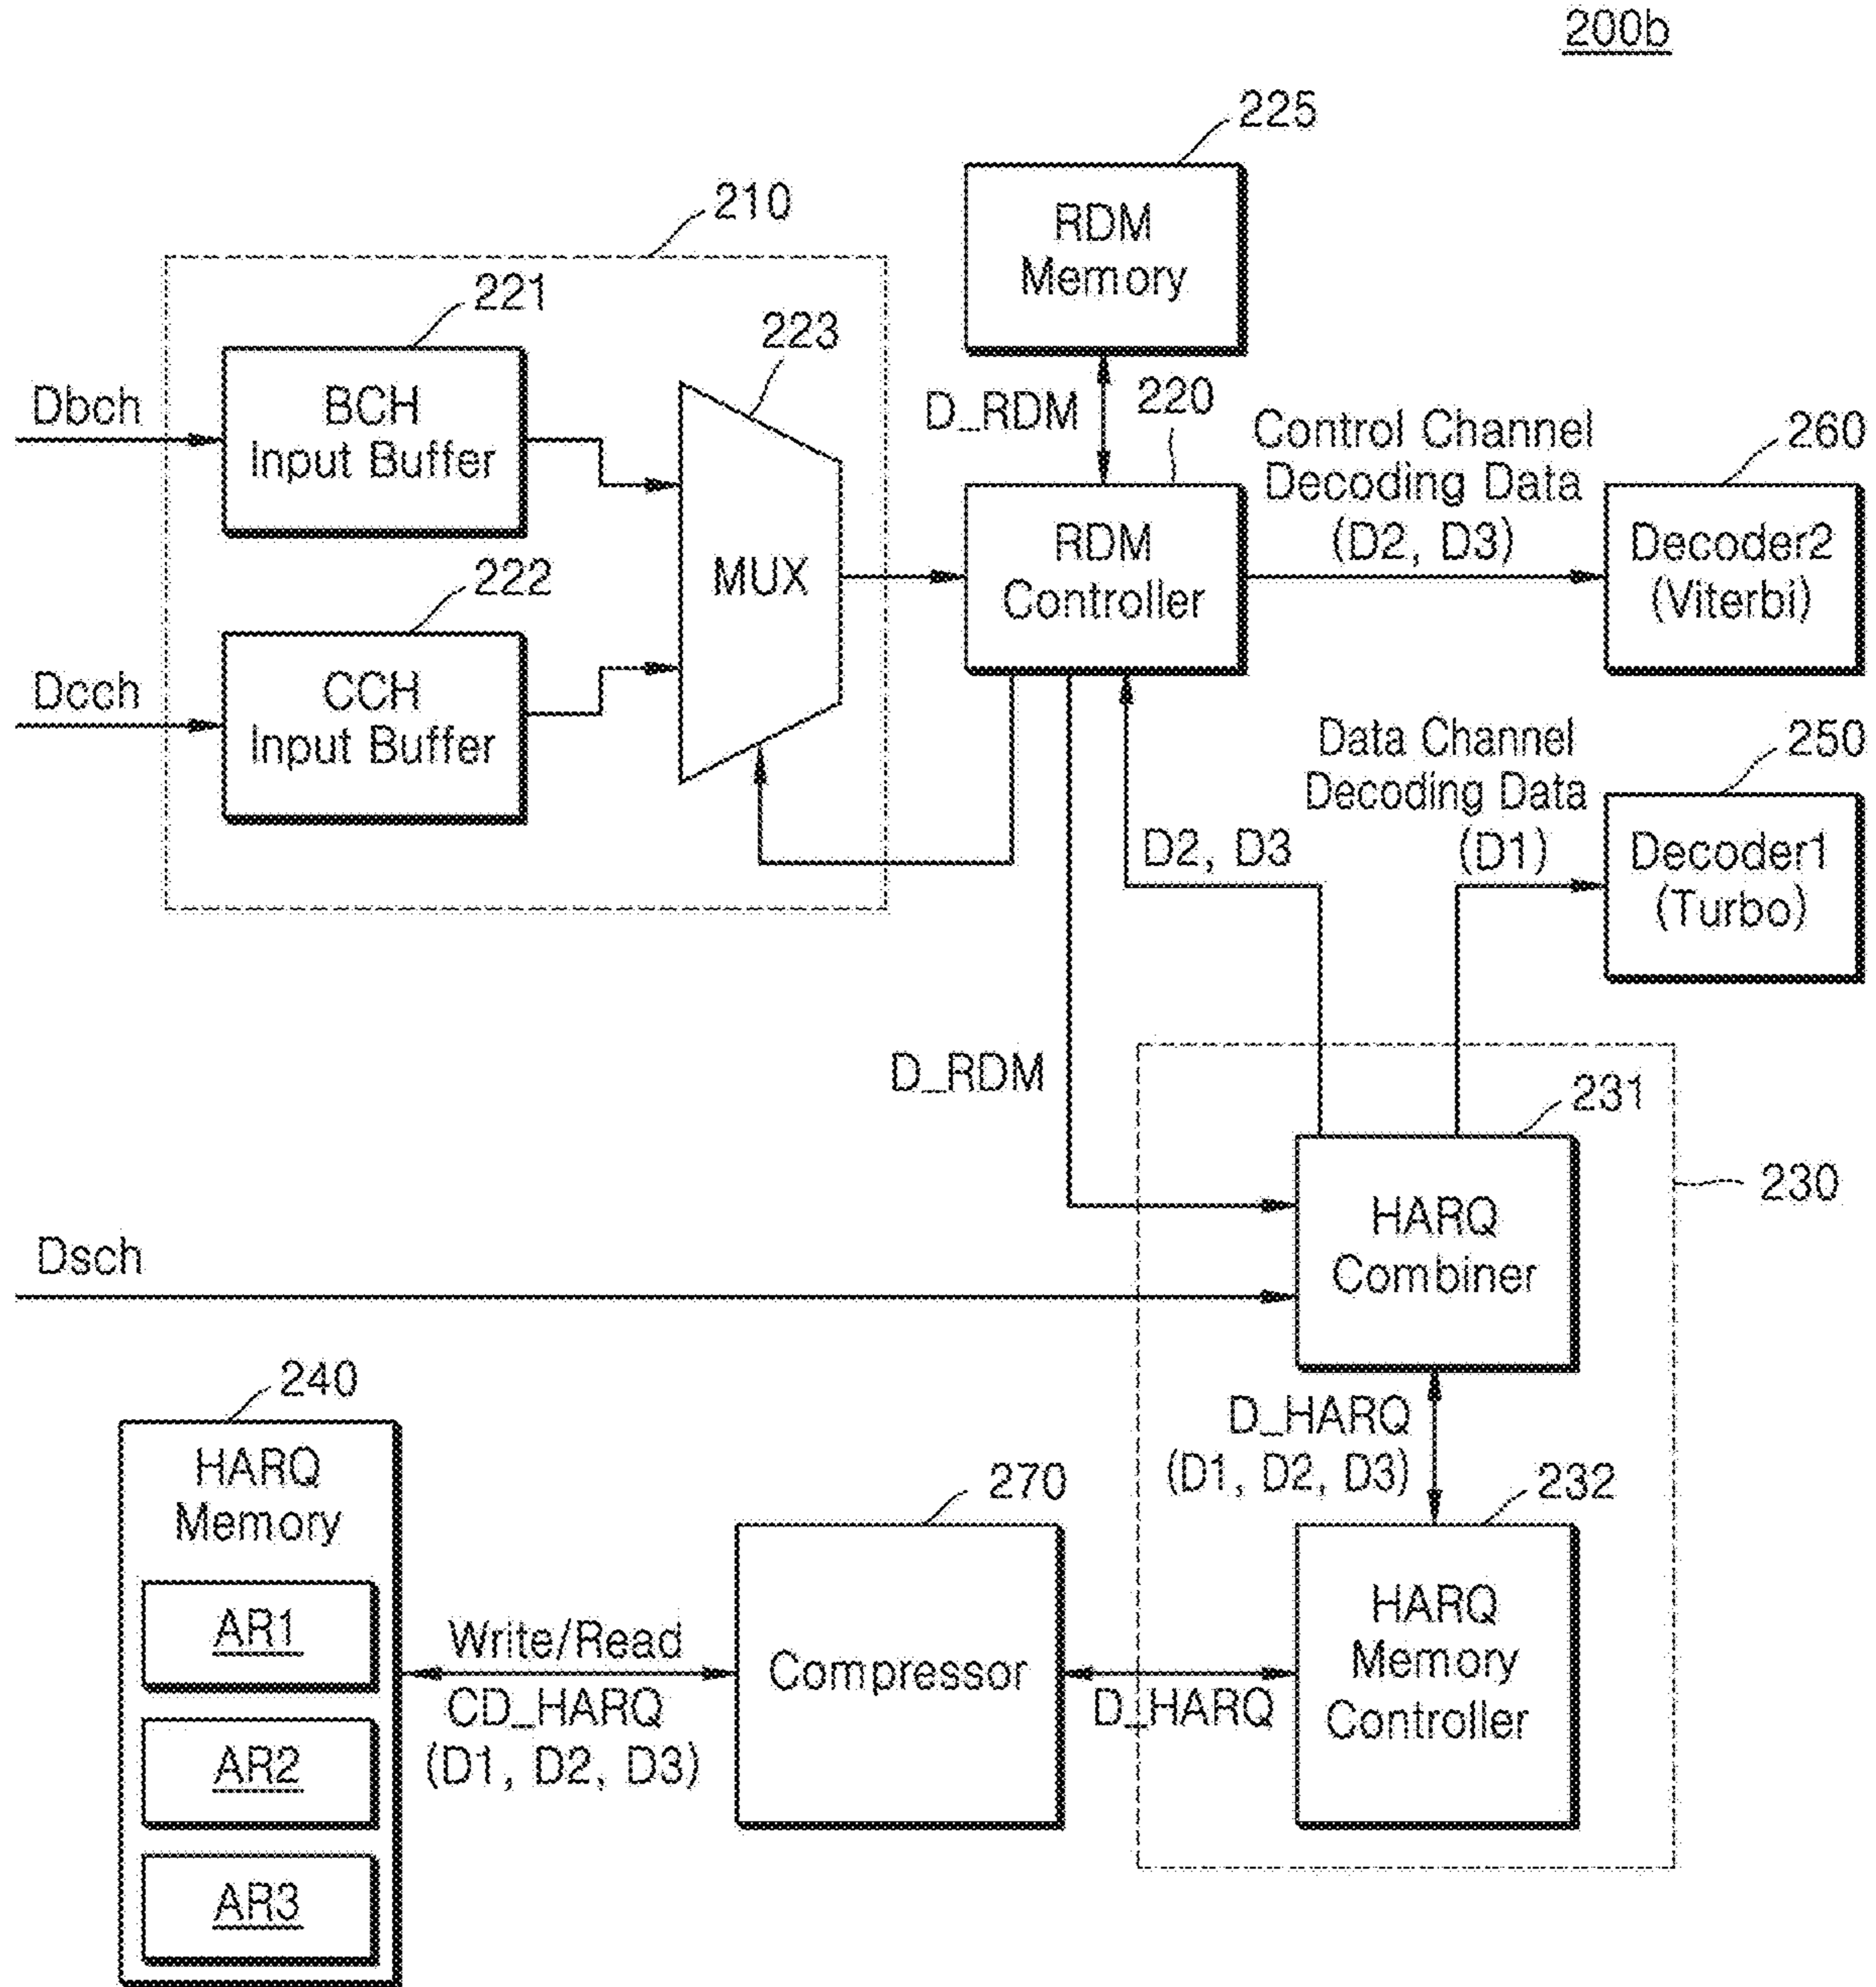 200b
225
RDM
Memory
210
221
223
BCH
Input Buffer
Dbch
D_RDM
220
Control Channel
Decoding Data
(D2, D3)
260
MUX
RDM
Controller
Decoder2
(Viterbi)
222
CCH
Input Buffer
Dcch
Data Channel
Decoding Data
(D1)
250
D2, D3
Decoder1
(Turbo)
D_RDM
231
230
HARQ
Combiner
Dsch
240
HARQ
Memory
D_HARQ
(D1, D2, D3)
270
232
AR1
AR2
AR3
Write/Read
CD_HARQ
(D1, D2, D3)
Compressor
D_HARQ
HARQ
Memory
Controller